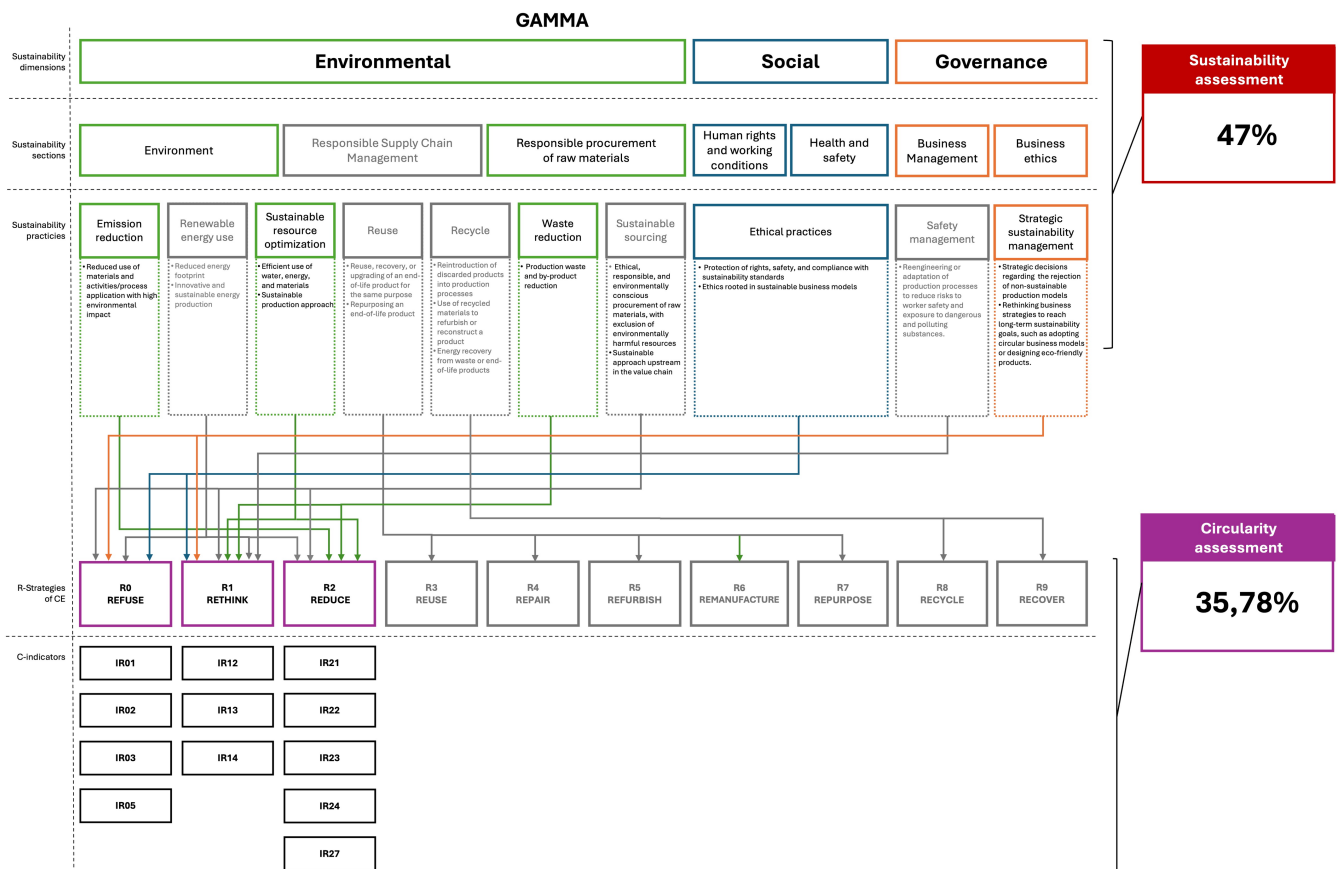 GAMMA
Sustainability
dimensions
Environmental
Social
Governance
Sustainability
assessment
47%
Sustainability
sections
Environment
Responsible Supply Chain
Management
Responsible procurement
of raw materials
Human rights
and working
conditions
Health and
safety
Business
Management
Business
ethics
Sustainability
practicies
Emission
reduction
Renewable
energy use
Sustainable
resource
optimization
Reuse
Recycle
Waste
reduction
Sustainable
sourcing
Ethical practices
Safety
management
Strategic
sustainability
management
•Reduced use of
materials and
activities/process
application with high
environmental
impact
•Reduced energy
footprint
•Innovative and
sustainable energy
production
•Efficient use of
water, energy,
and materials
•Sustainable
production approach
•Reuse, recovery, or
upgrading of an end-
of-life product for
the same purpose
•Repurposing an
end-of-life product
•Reintroduction of
discarded products
into production
processes
•Use of recycled
materials to
refurbish or
reconstruct a
product
•Energy recovery
from waste or end-
of-life products
•Production waste
and by-product
reduction
•Ethical,
responsible, and
environmentally
conscious
procurement of raw
materials, with
exclusion of
environmentally
harmful resources
•Sustainable
approach upstream
in the value chain
•Protection of rights, safety, and compliance with
sustainability standards
•Ethics rooted in sustainable business models
•Reengineering or
adaptation of
production processes
to reduce risks to
worker safety and
exposure to dangerous
and polluting
substances.
•Strategic decisions
regarding the rejection
of non-sustainable
production models
•Rethinking business
strategies to reach
long-term sustainability
goals, such as adopting
circular business models
or designing eco-friendly
products.
Circularity
assessment
35,78%
R-Strategies
of CE
R0
REFUSE
R1
RETHINK
R2
REDUCE
R3
REUSE
R4
REPAIR
R5
REFURBISH
R6
REMANUFACTURE
R7
REPURPOSE
R8
RECYCLE
R9
RECOVER
C-indicators
IR01
IR12
IR21
IR02
IR13
IR22
IR03
IR14
IR23
IR05
IR24
IR27